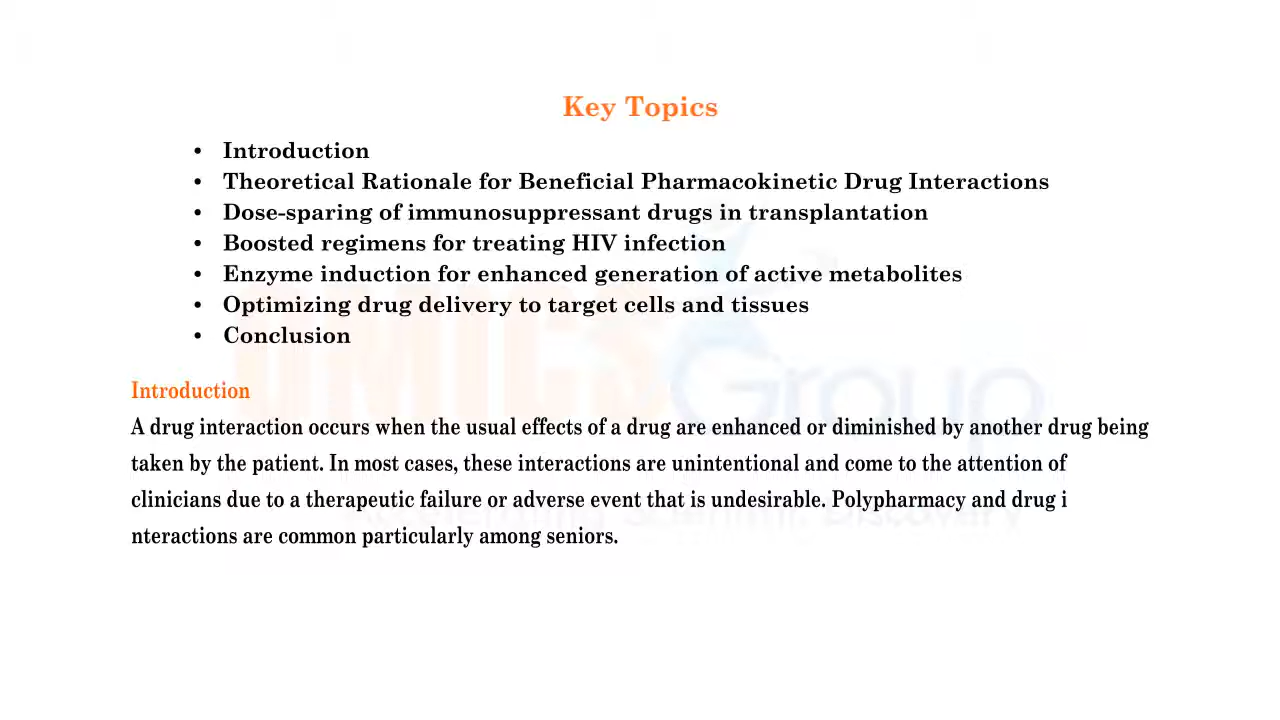 Key Topics
• Introduction
• Theoretical Rationale for Beneficial Pharmacokinetic Drug Interactions
• Dose-sparing of immunosuppressant drugs in transplantation
• Boosted regimens for treating HIV infection
• Enzyme induction for enhanced generation of active metabolites
• Optimizing drug delivery to target cells and tissues
• Conclusion
OMICS Group
Introduction
A drug interaction occurs when the usual effects of a drug are enhanced or diminished by another drug being
taken by the patient. In most cases, these interactions are unintentional and come to the attention of
clinicians due to a therapeutic failure or adverse event that is undesirable. Polypharmacy and drug i
nteractions are common particularly among seniors.